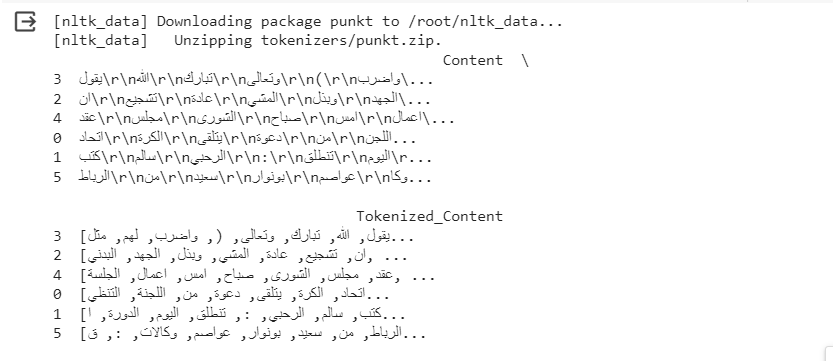 [nltk_data] Downloading package punkt to /root/nltk_data...
[nltk_data]   Unzipping tokenizers/punkt.zip.
Content  \
3  يقول\r\nالله\r\nتبارك\r\nوتعالى\r\n(\r\nواضرب\...
2  ان\r\nتشجيع\r\nعادة\r\nالمشي\r\nوبذل\r\nالجهد\...
4  عقد\r\nمجلس\r\nالشورى\r\nصباح\r\nامس\r\nاعمال\...
0  اتحاد\r\nالكرة\r\nيتلقى\r\nدعوة\r\nمن\r\nاللجن...
1  كتب\r\nسالم\r\nالرحبي\r\n:\r\nتنطلق\r\nاليوم\r...
5  الرباط\r\nمن\r\nسعيد\r\nبونوار\r\nعواصم\r\nوكا...
Tokenized_Content
3  [يقول, الله, تبارك, وتعالى, (, واضرب, لهم, مثل...
2  [ان, تشجيع, عادة, المشي, وبذل, الجهد, البدني, ...
4  [عقد, مجلس, الشورى, صباح, امس, اعمال, الجلسة, ...
0  [اتحاد, الكرة, يتلقى, دعوة, من, اللجنة, التنظي...
1  [كتب, سالم, الرحبي, :, تنطلق, اليوم, الدورة, ا...
5  [الرباط, من, سعيد, بونوار, عواصم, وكالات, :, ق...